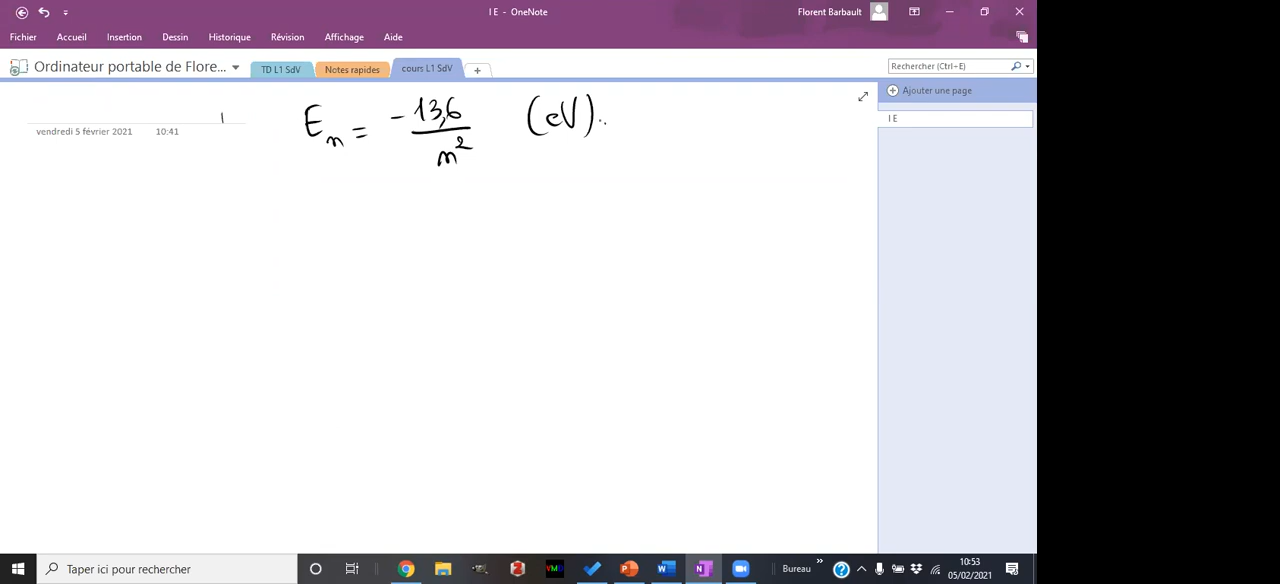 I E - OneNote
Florent Barbault
Fichier Accueil Insertion Dessin Historique Révision Affichage Aide
Ordinateur portable de Flore...
TD L1 SdV
Notes rapides
cours L1 SdV
+
Rechercher (Ctrl+E)
Ajouter une page
I E
vendredi 5 février 2021 10:41
E_n = -13,6 / n² (eV).
Taper ici pour rechercher
VMD
Bureau »
10:53
05/02/2021